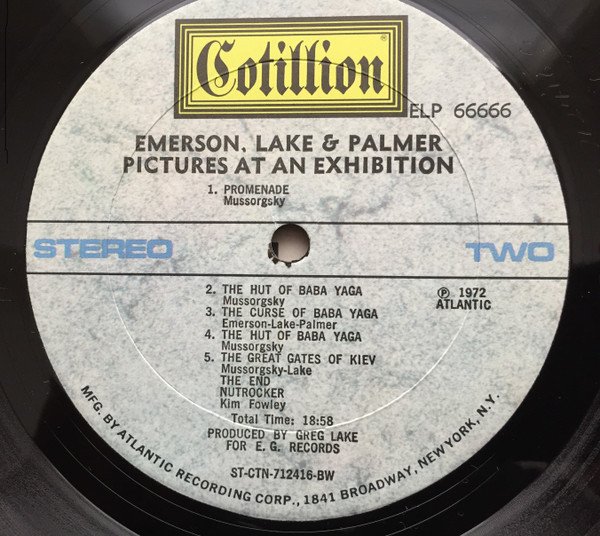 Cotillion®
ELP 66666
EMERSON, LAKE & PALMER
PICTURES AT AN EXHIBITION
1. PROMENADE
Mussorgsky
STEREO
TWO
2. THE HUT OF BABA YAGA
Mussorgsky
3. THE CURSE OF BABA YAGA
Emerson-Lake-Palmer
4. THE HUT OF BABA YAGA
Mussorgsky
5. THE GREAT GATES OF KIEV
Mussorgsky-Lake
THE END
NUTROCKER
Kim Fowley
Total Time: 18:58
℗ 1972
ATLANTIC
PRODUCED BY GREG LAKE
FOR E. G. RECORDS
ST-CTN-712416-BW
MFG. BY ATLANTIC RECORDING CORP., 1841 BROADWAY, NEW YORK, N.Y.